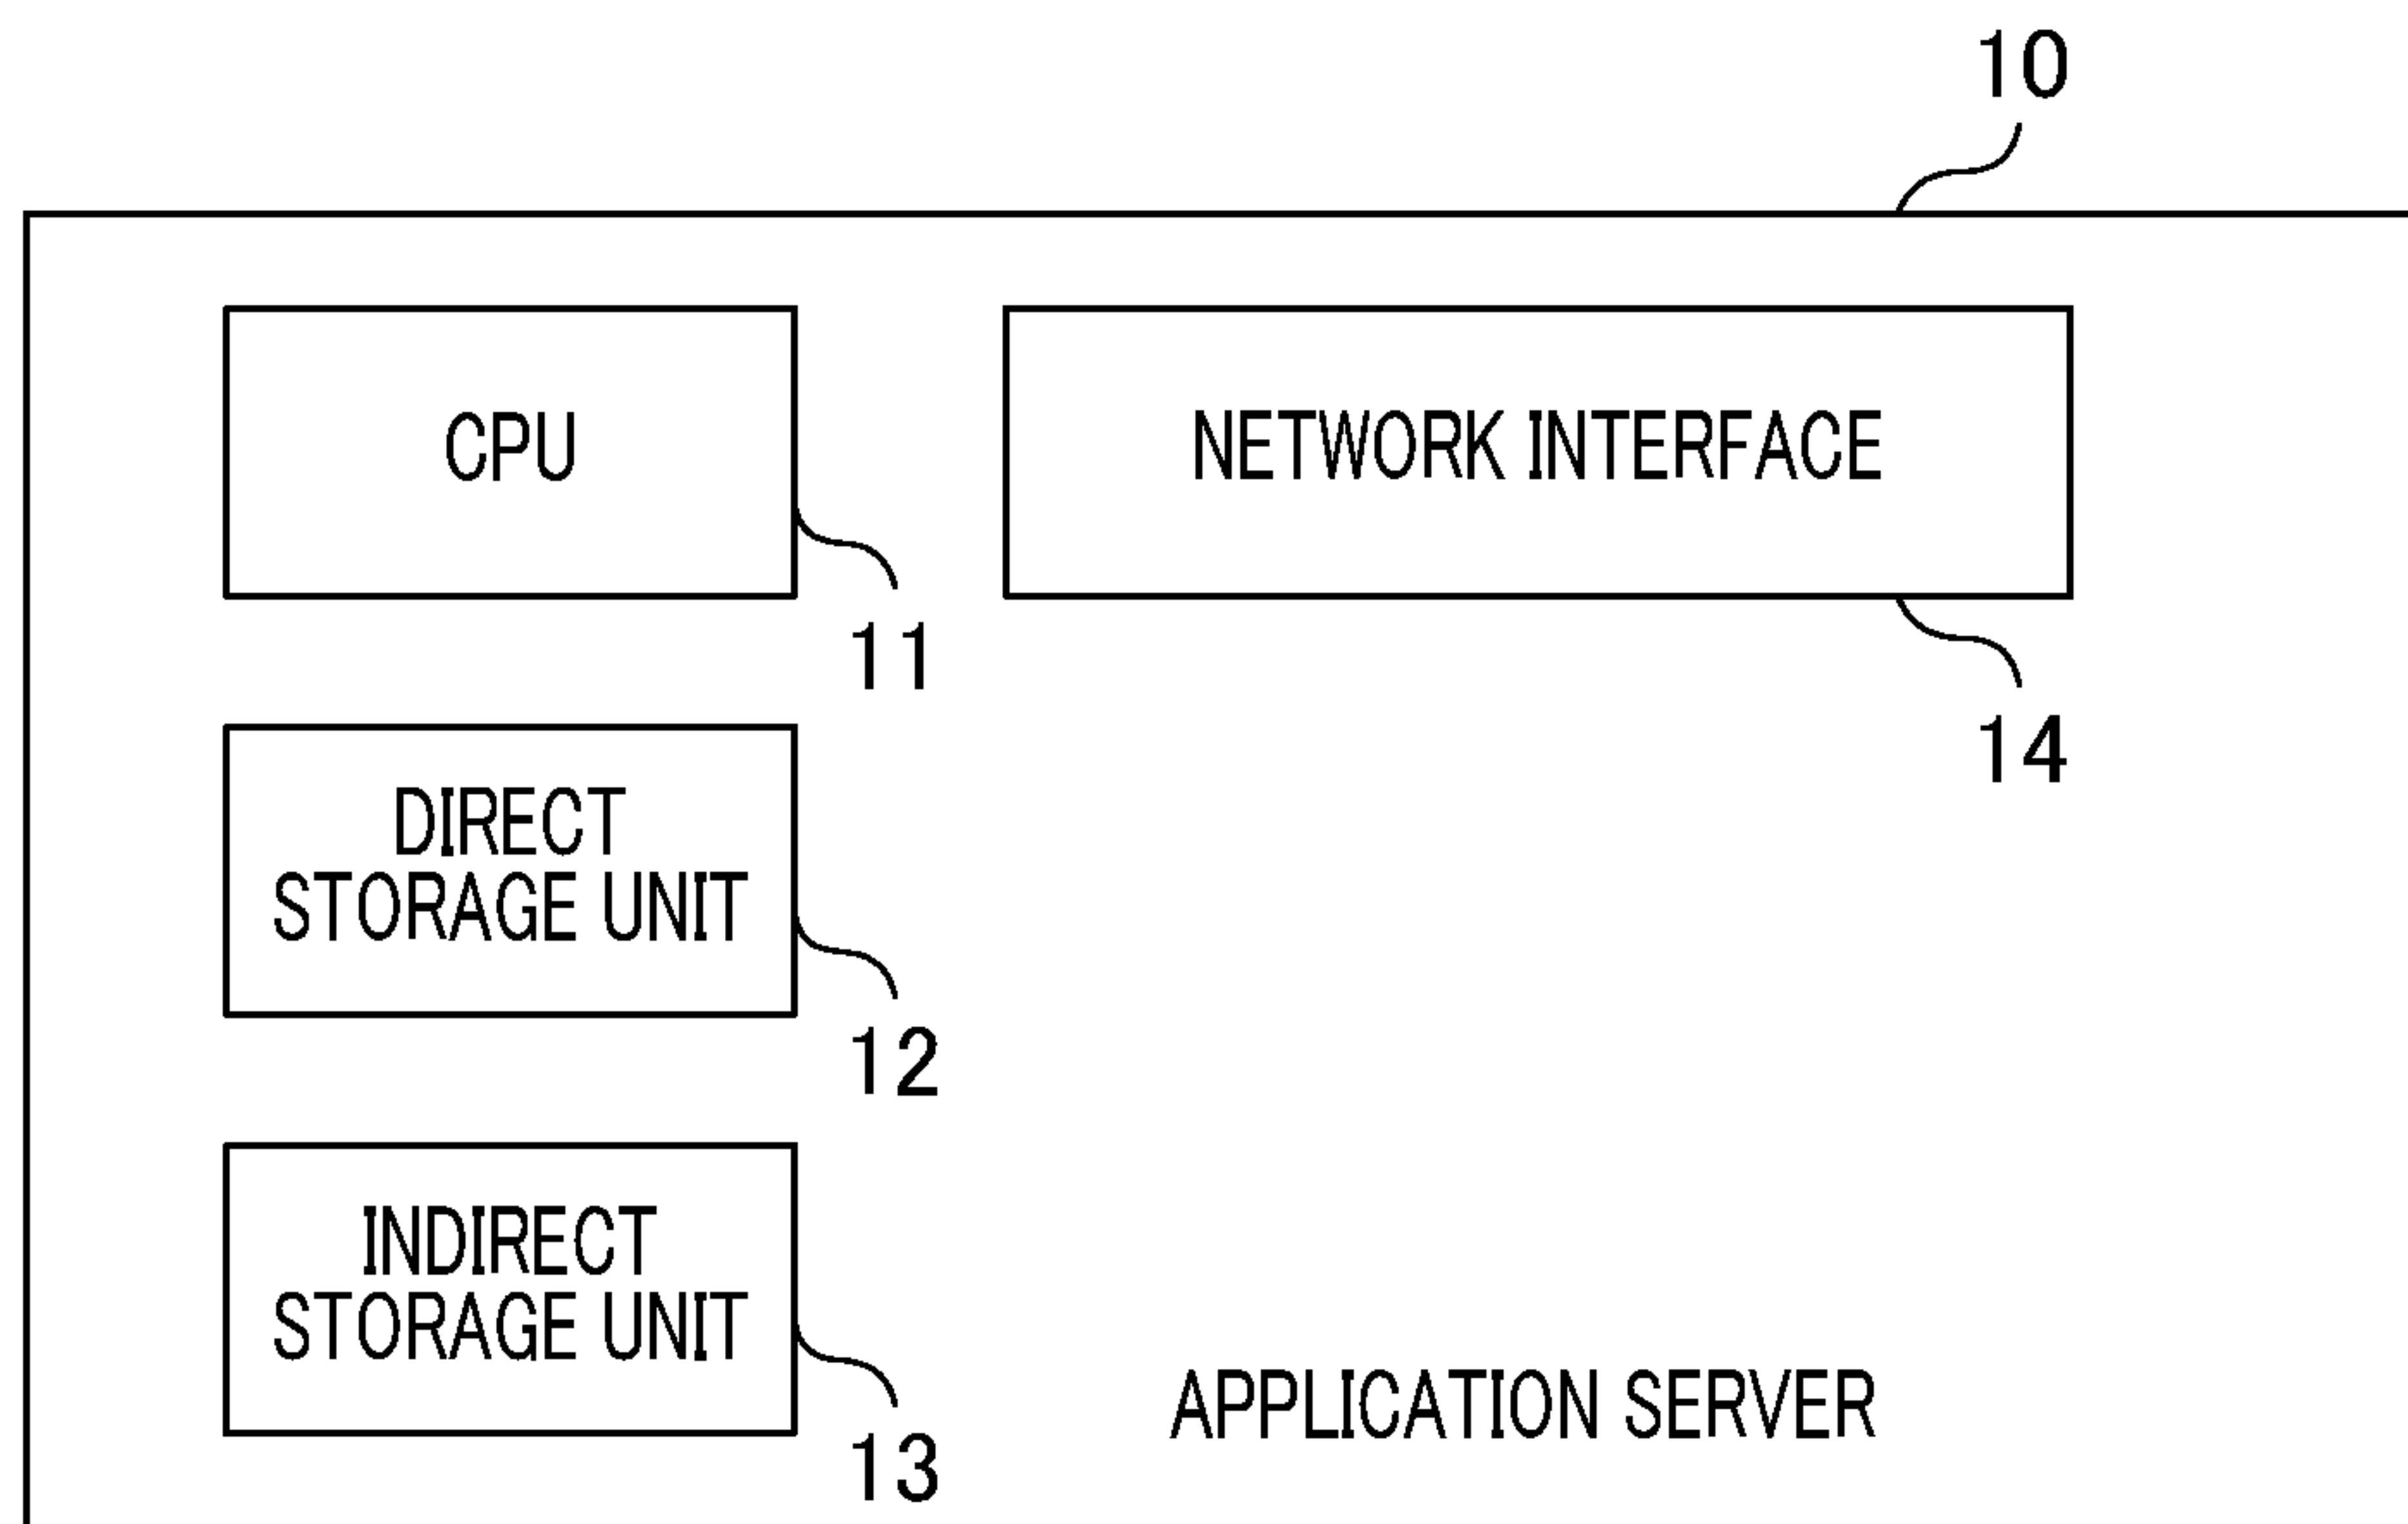 10
CPU
11
NETWORK INTERFACE
14
DIRECT
STORAGE UNIT
12
INDIRECT
STORAGE UNIT
13
APPLICATION SERVER